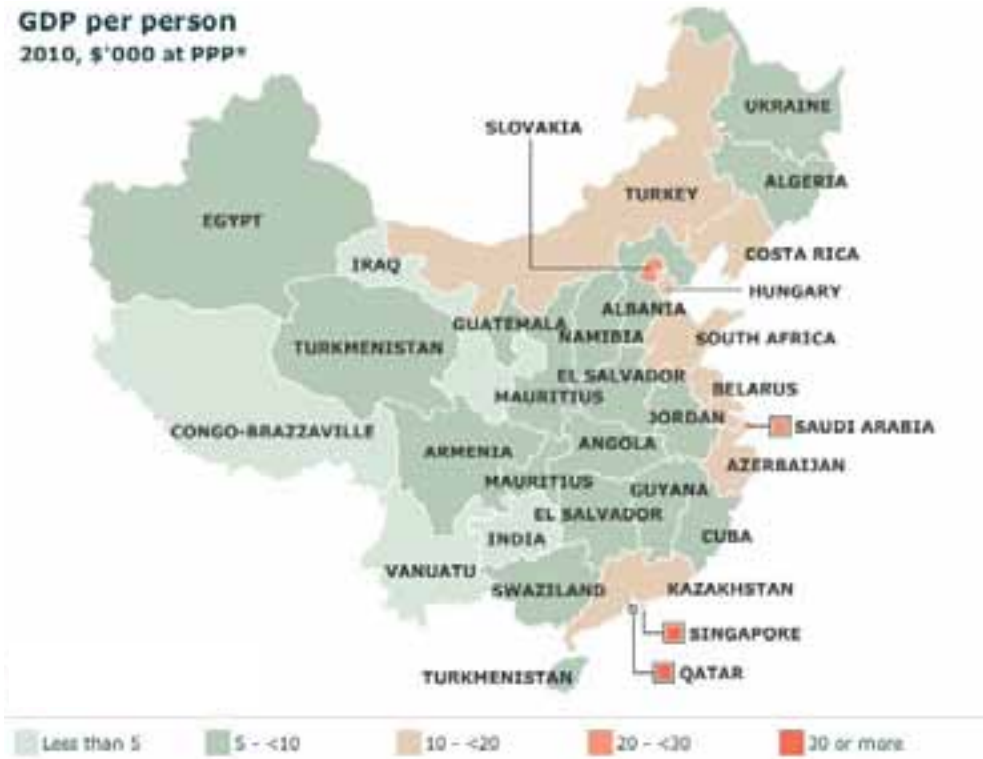 GDP per person
2010, $'000 at PPP*
UKRAINE
SLOVAKIA
ALGERIA
TURKEY
EGYPT
COSTA RICA
IRAQ
HUNGARY
ALBANIA
GUATEMALA
NAMIBIA
SOUTH AFRICA
TURKMENISTAN
EL SALVADOR
BELARUS
MAURITIUS
JORDAN
SAUDI ARABIA
CONGO-BRAZZAVILLE
ANGOLA
ARMENIA
AZERBAIJAN
MAURITIUS
GUYANA
EL SALVADOR
CUBA
INDIA
VANUATU
SWAZILAND
KAZAKHSTAN
SINGAPORE
TURKMENISTAN
QATAR
Less than 5
5 - <10
10 - <20
20 - <30
30 or more